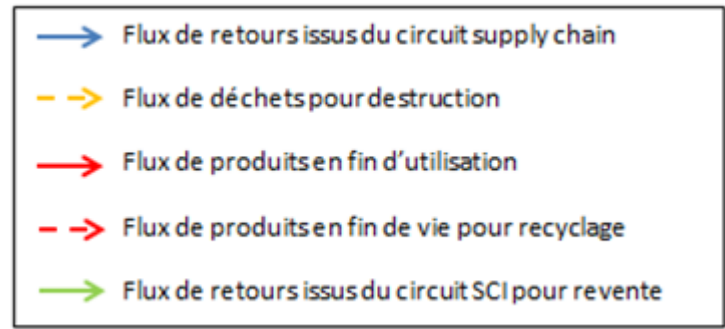 Flux de retours issus du circuit supply chain
Flux de déchets pour destruction
Flux de produits en fin d'utilisation
Flux de produits en fin de vie pour recyclage
Flux de retours issus du circuit SCI pour revente